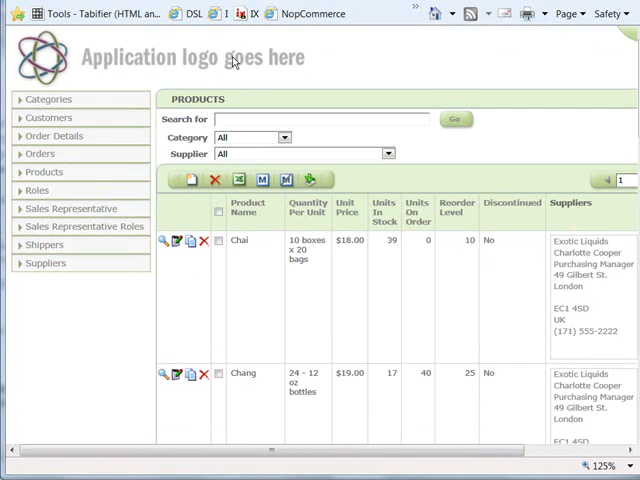 Tools - Tabifier (HTML an... DSL I IX NopCommerce » Page Safety
Application logo goes here
Categories
Customers
Order Details
Orders
Products
Roles
Sales Representative
Sales Representative Roles
Shippers
Suppliers
PRODUCTS
Search for Go
Category All
Supplier All
1
Product Name Quantity Per Unit Unit Price Units In Stock Units On Order Reorder Level Discontinued Suppliers
Chai 10 boxes x 20 bags $18.00 39 0 10 No
Exotic Liquids
Charlotte Cooper
Purchasing Manager
49 Gilbert St.
London
EC1 4SD
UK
(171) 555-2222
Chang 24 - 12 oz bottles $19.00 17 40 25 No
Exotic Liquids
Charlotte Cooper
Purchasing Manager
49 Gilbert St.
London
EC1 4SD
125%